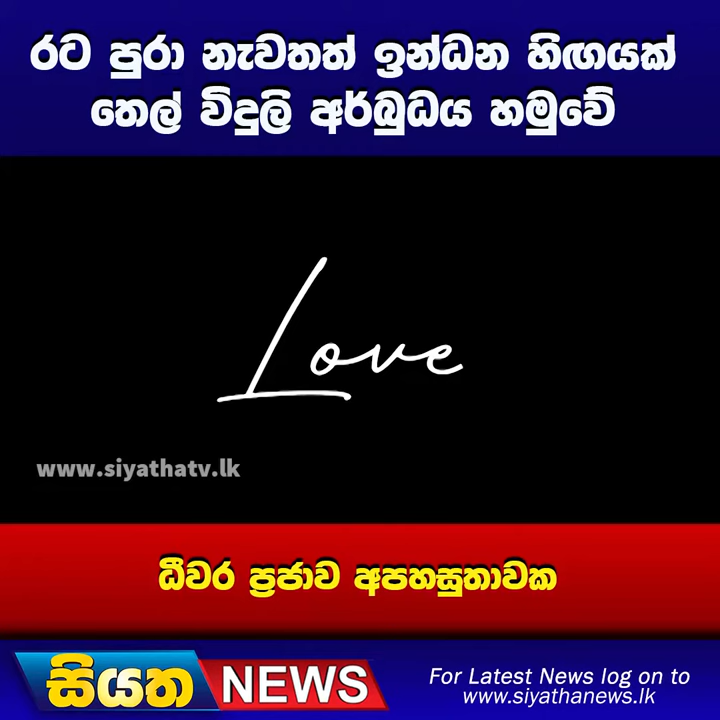 රට පුරා නැවතත් ඉන්ධන හිඟයක්
තෙල් විදුලි අර්බුධය හමුවේ
Love
www.siyathatv.lk
ධීවර ප්‍රජාව අපහසුතාවක
සියත NEWS
For Latest News log on to
www.siyathanews.lk